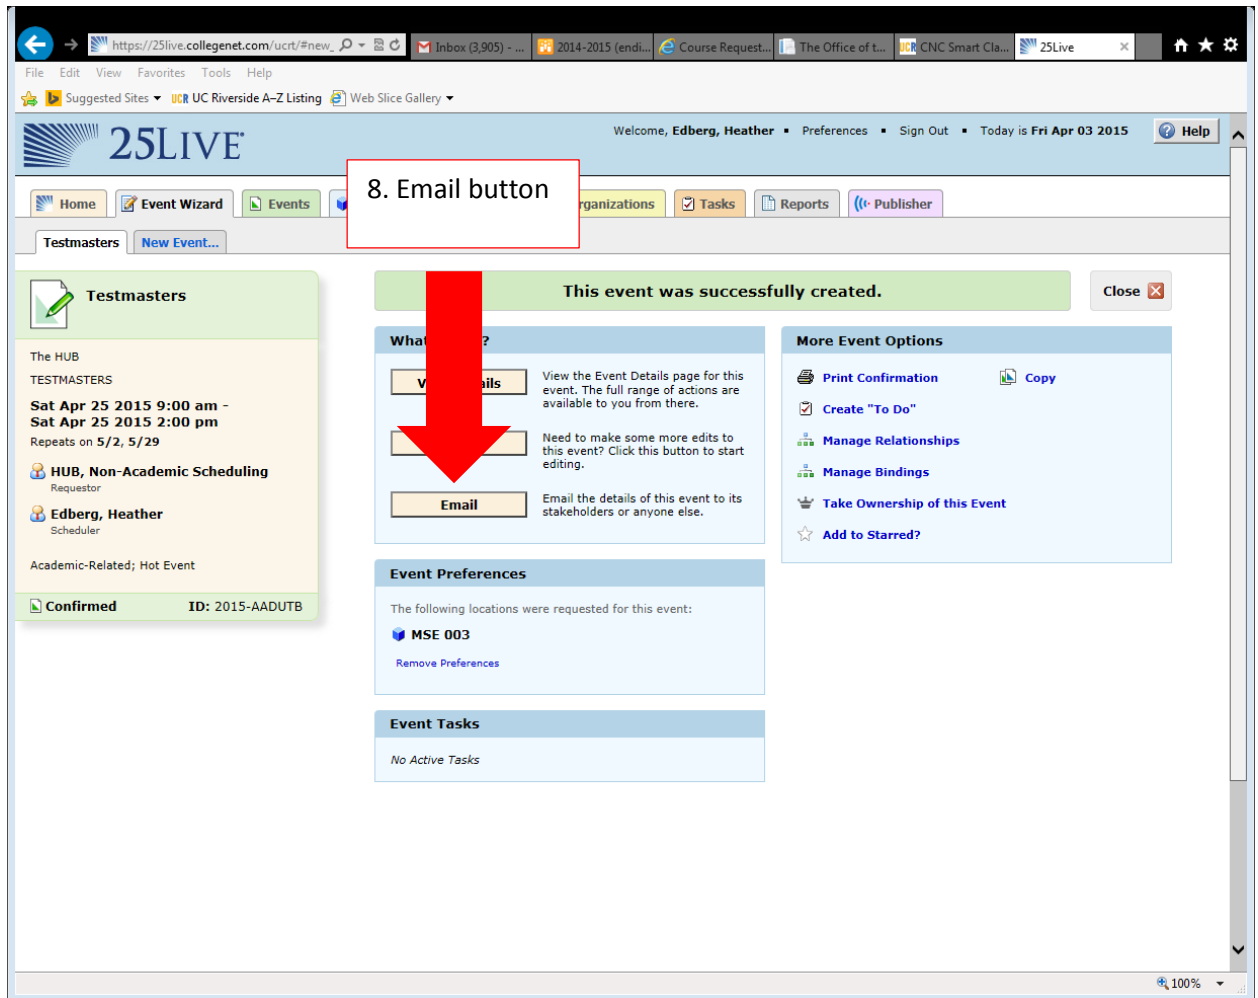 https://25live.collegenet.com/ucrt/#new_
Inbox (3,905) - ...
2014-2015 (endi...
Course Request...
The Office of t...
UCR CNC Smart Cla...
25Live
File Edit View Favorites Tools Help
Suggested Sites UCR UC Riverside A–Z Listing Web Slice Gallery
25LIVE
Welcome, Edberg, Heather Preferences Sign Out Today is Fri Apr 03 2015
Help
8. Email button
Home Event Wizard Events rganizations Tasks Reports Publisher
Testmasters New Event...
Testmasters
The HUB
TESTMASTERS
Sat Apr 25 2015 9:00 am -
Sat Apr 25 2015 2:00 pm
Repeats on 5/2, 5/29
HUB, Non-Academic Scheduling
Requestor
Edberg, Heather
Scheduler
Academic-Related; Hot Event
Confirmed ID: 2015-AADUTB
This event was successfully created.
Close
What ?
V ails
View the Event Details page for this
event. The full range of actions are
available to you from there.
Need to make some more edits to
this event? Click this button to start
editing.
Email
Email the details of this event to its
stakeholders or anyone else.
Event Preferences
The following locations were requested for this event:
MSE 003
Remove Preferences
Event Tasks
No Active Tasks
More Event Options
Print Confirmation Copy
Create "To Do"
Manage Relationships
Manage Bindings
Take Ownership of this Event
Add to Starred?
100%